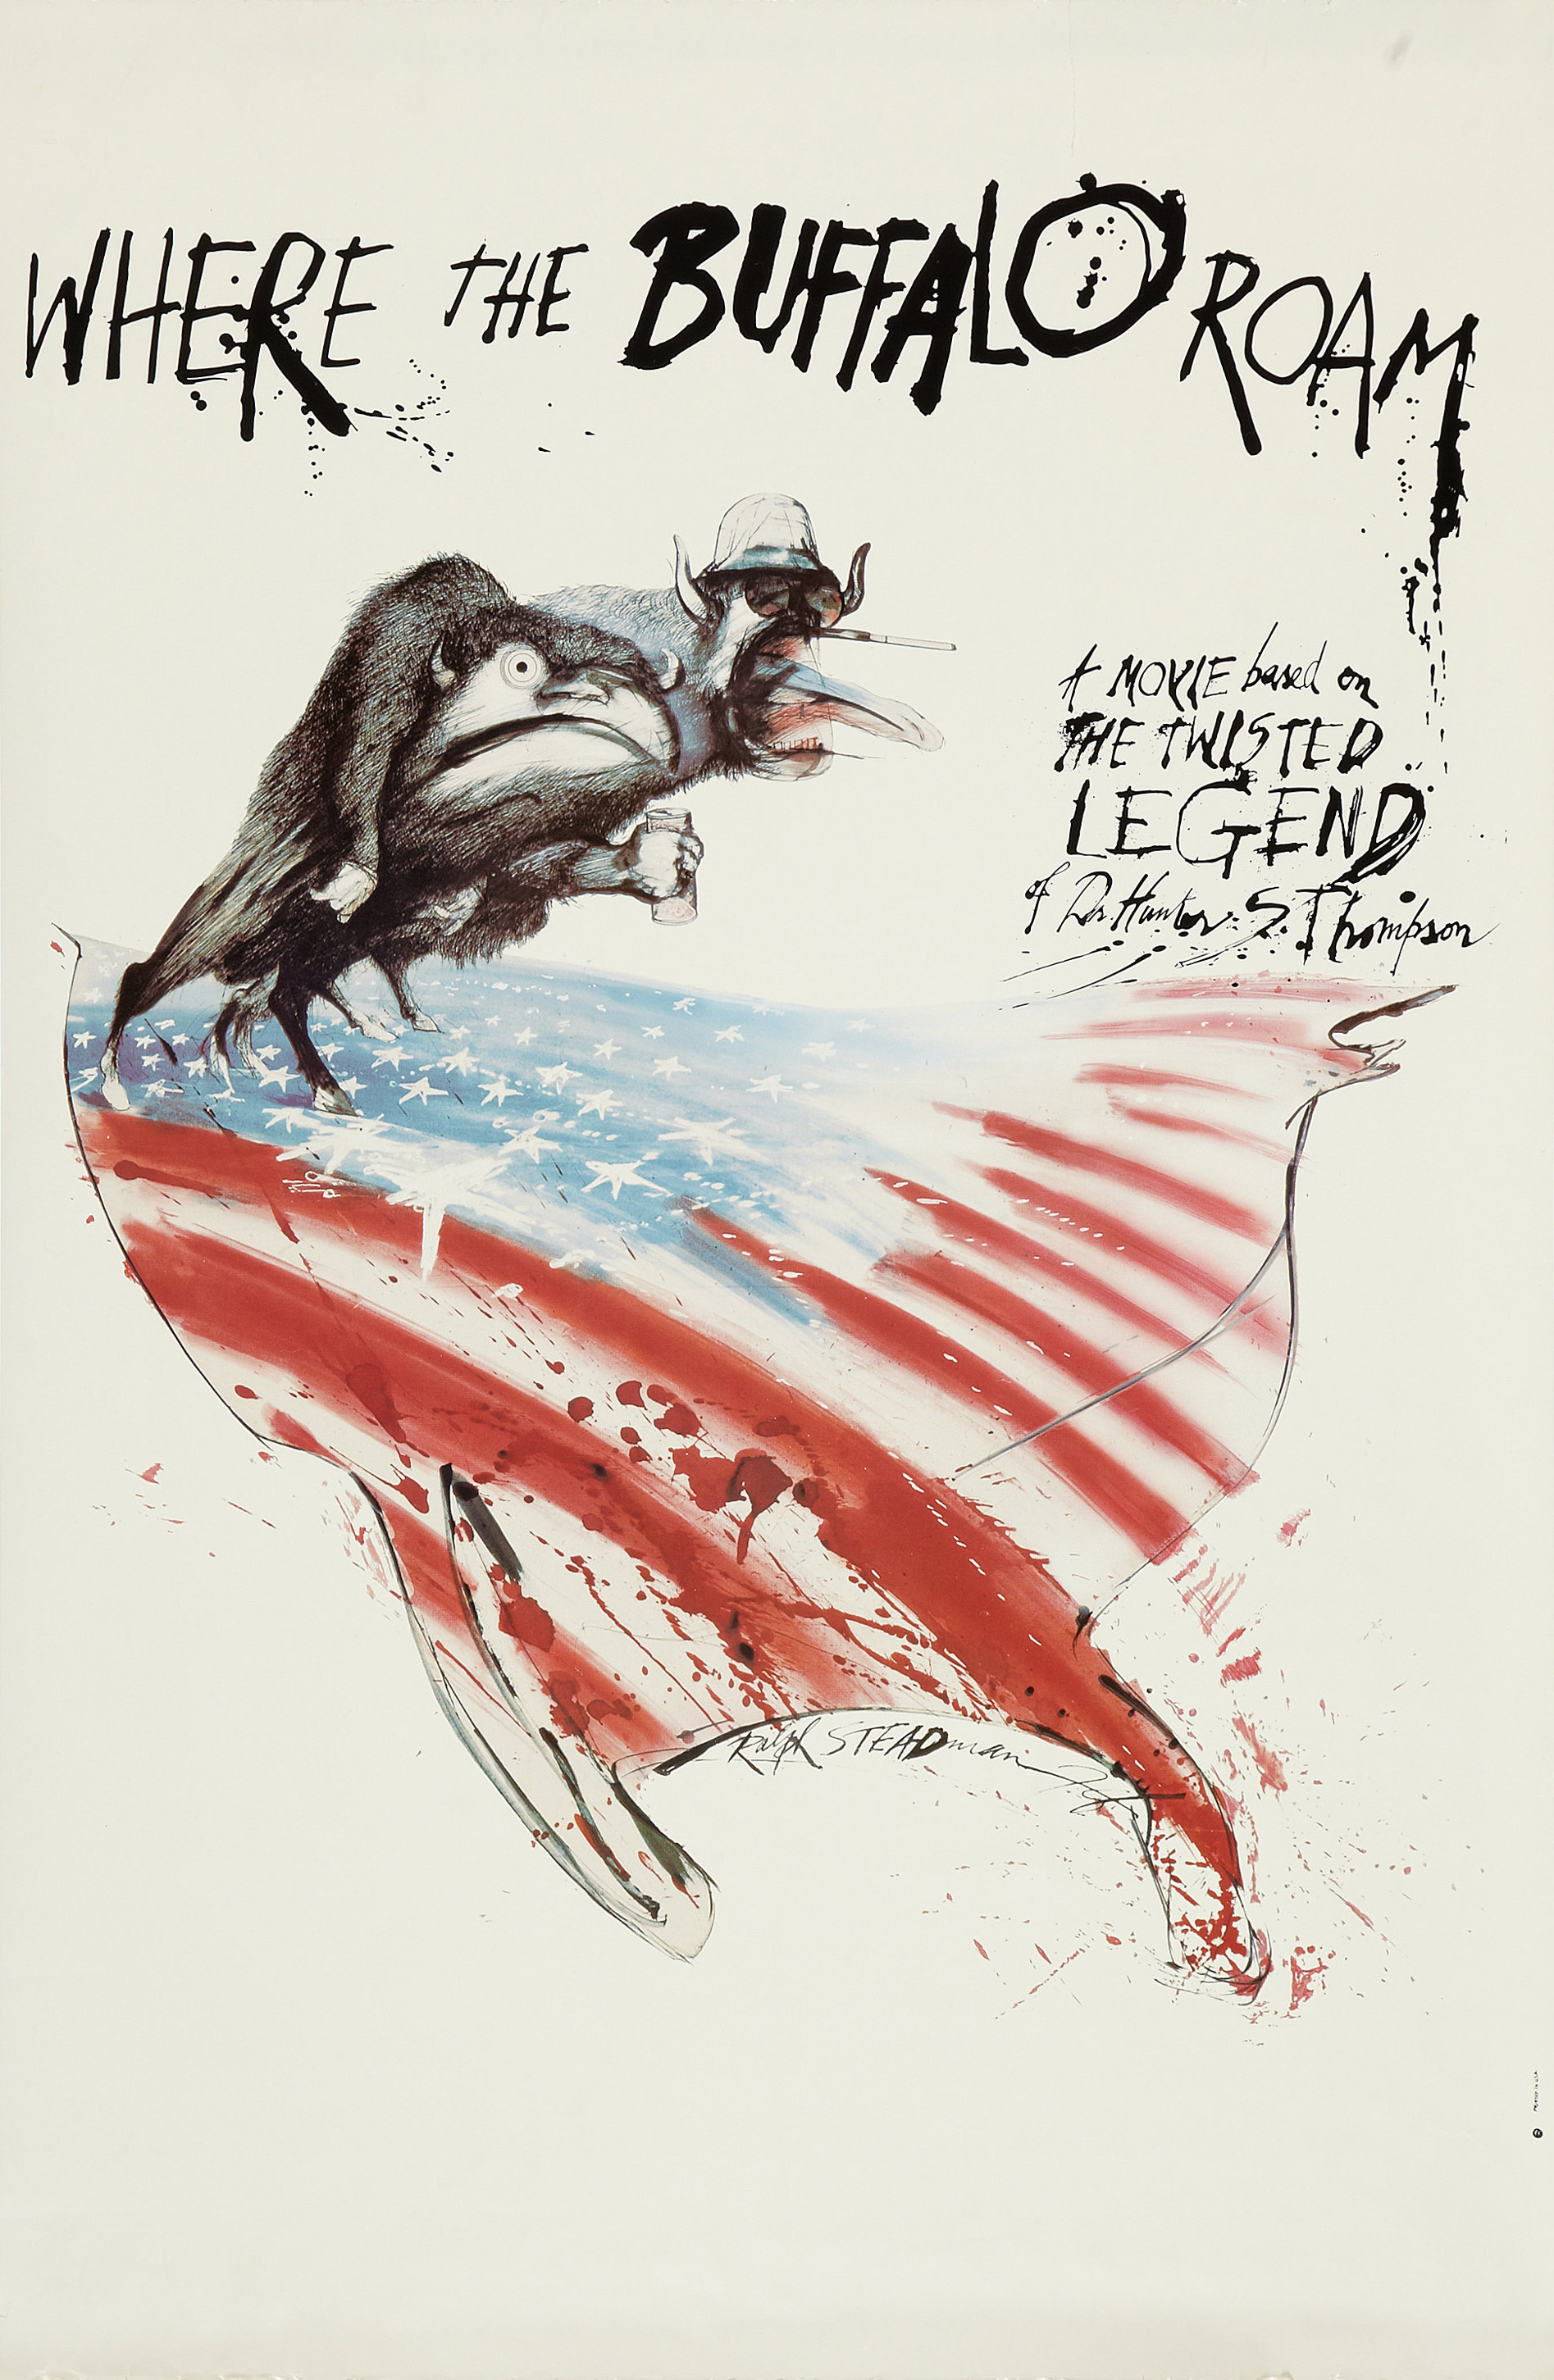 WHERE THE BUFFALO ROAM
A MOVIE based on
THE TWISTED
LEGEND
of Dr. Hunter S. Thompson
Ralph STEADman